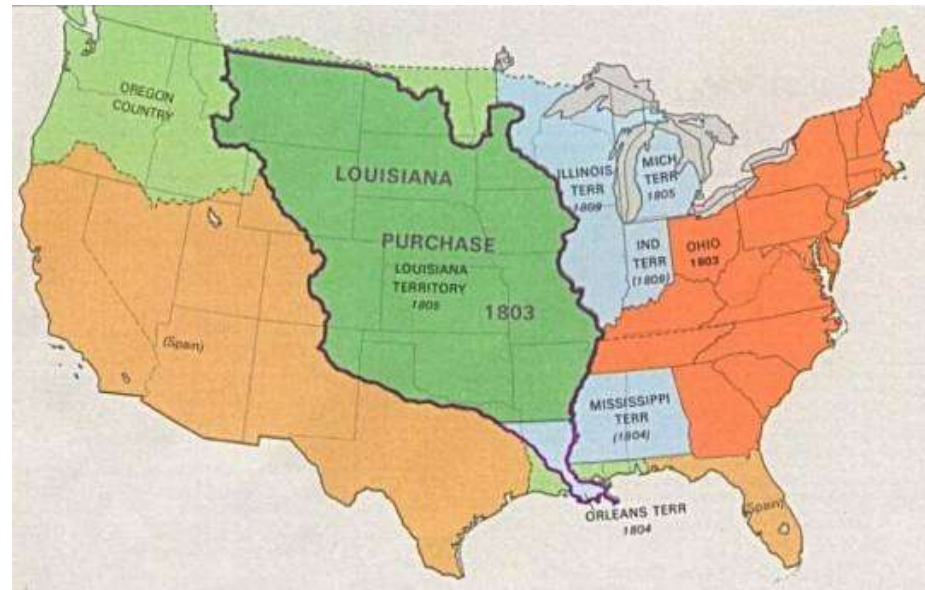 OREGON
COUNTRY
LOUISIANA
PURCHASE
LOUISIANA
TERRITORY
1805
1803
ILLINOIS
TERR
1809
MICH
TERR
1805
IND
TERR
(1809)
OHIO
1803
(Spain)
MISSISSIPPI
TERR
(1804)
ORLEANS TERR
1804
(Spain)